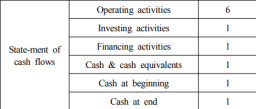 Operating activities 6
Investing activities 1
Financing activities 1
State-ment of
cash flows
Cash & cash equivalents 1
Cash at beginning 1
Cash at end 1